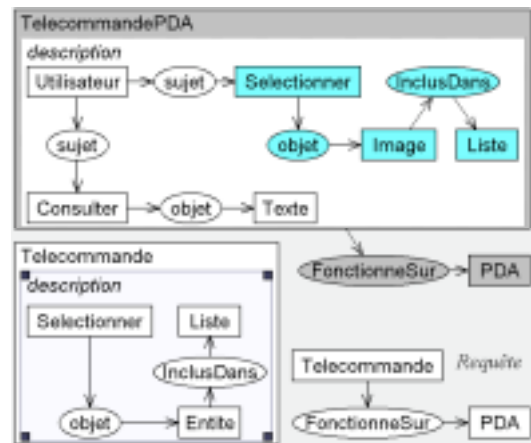 TelecommandePDA
description
Utilisateur sujet Selectionner InclusDans
sujet objet Image Liste
Consulter objet Texte
Telecommande
description
FonctionneSur PDA
Selectionner Liste
InclusDans
objet Entite
Telecommande Requête
FonctionneSur PDA